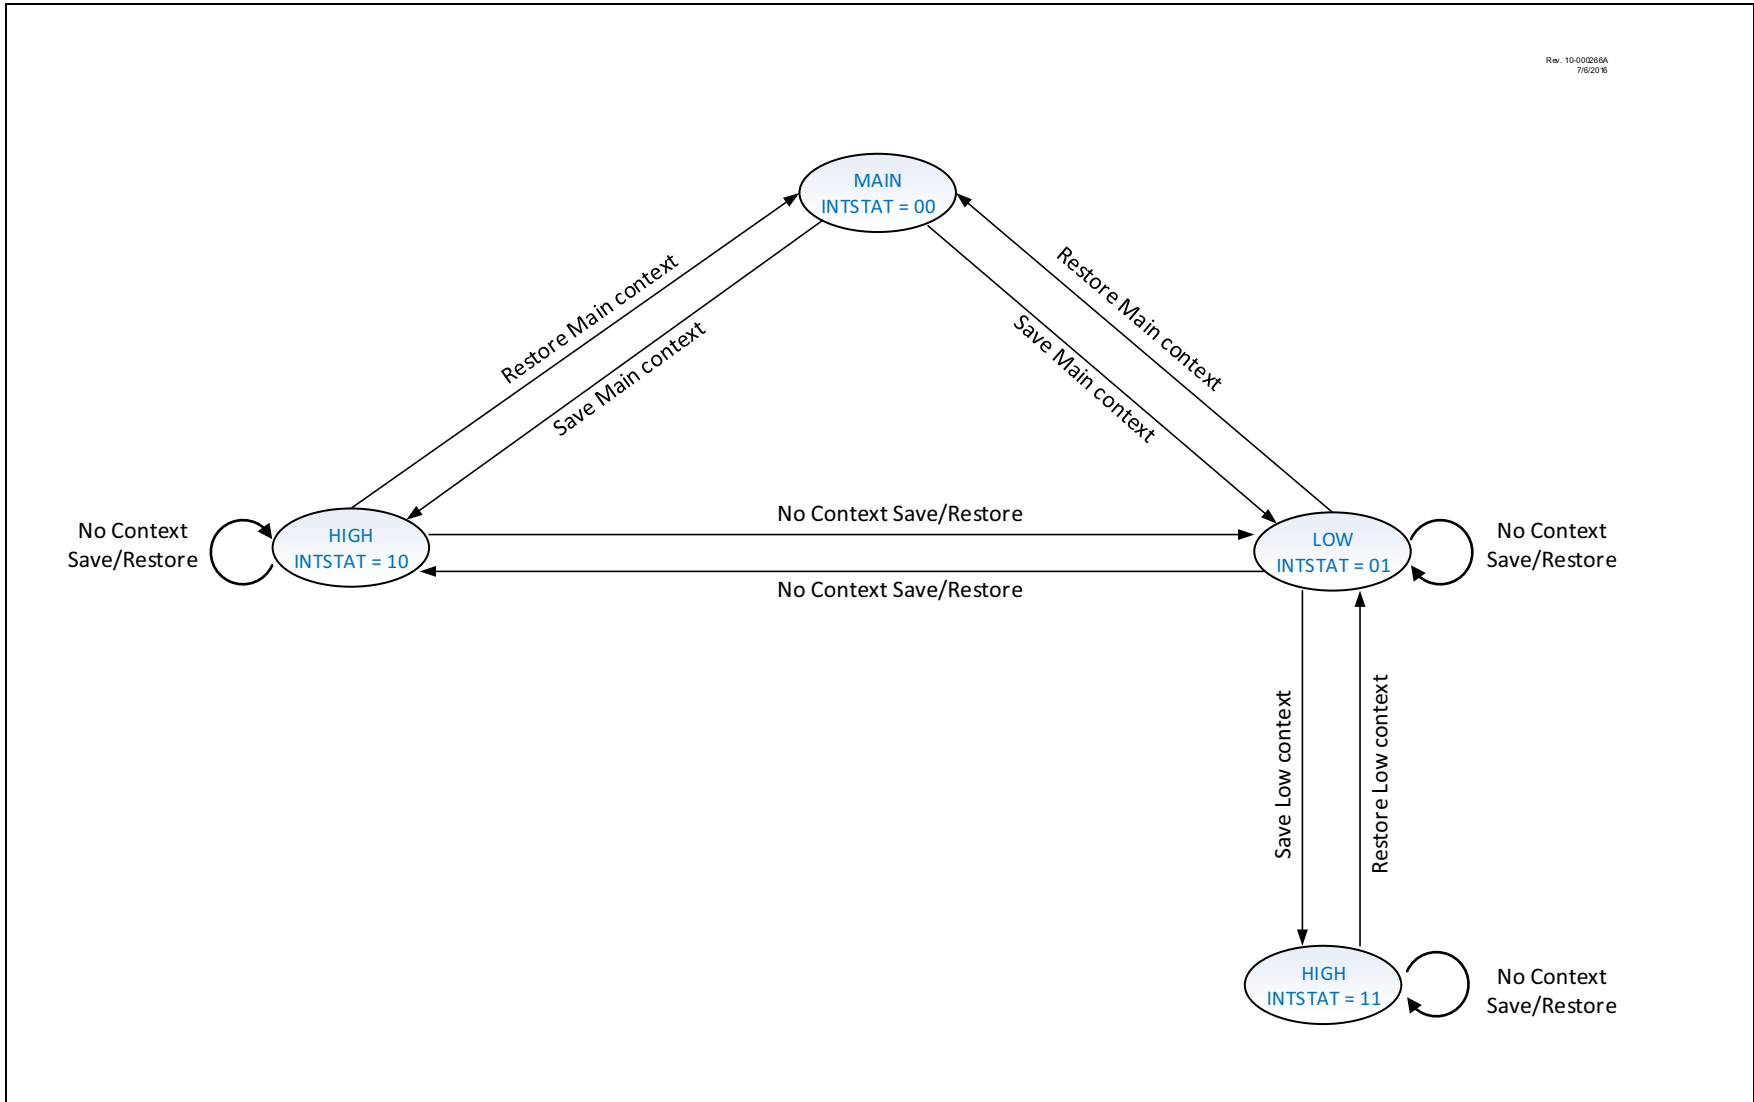 Rev. 10-000266A
7/6/2016
MAIN
INTSTAT = 00
Restore Main context
Save Main context
Restore Main context
Save Main context
No Context
Save/Restore
HIGH
INTSTAT = 10
No Context Save/Restore
No Context Save/Restore
LOW
INTSTAT = 01
No Context
Save/Restore
Save Low context
Restore Low context
HIGH
INTSTAT = 11
No Context
Save/Restore